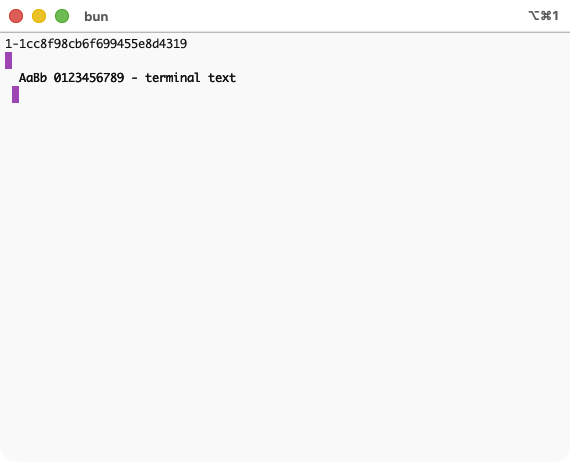 bun
⌥⌘1
1-1cc8f98cb6f699455e8d4319
AaBb 0123456789 - terminal text